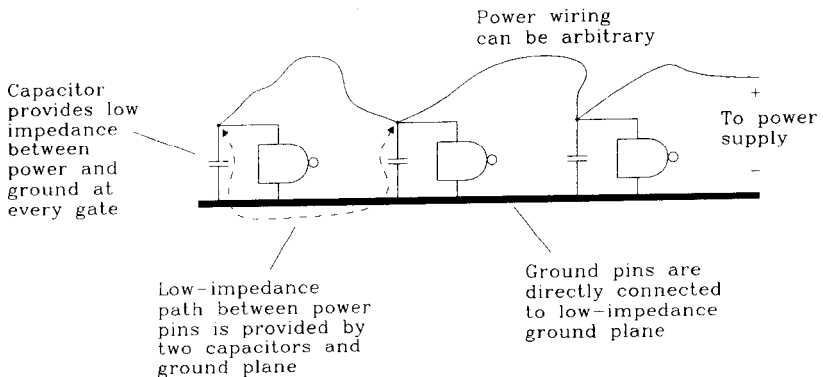 Power wiring
can be arbitrary
Capacitor
provides low
impedance
between
power and
ground at
every gate
+
To power
supply
–
Low-impedance
path between power
pins is provided by
two capacitors and
ground plane
Ground pins are
directly connected
to low-impedance
ground plane